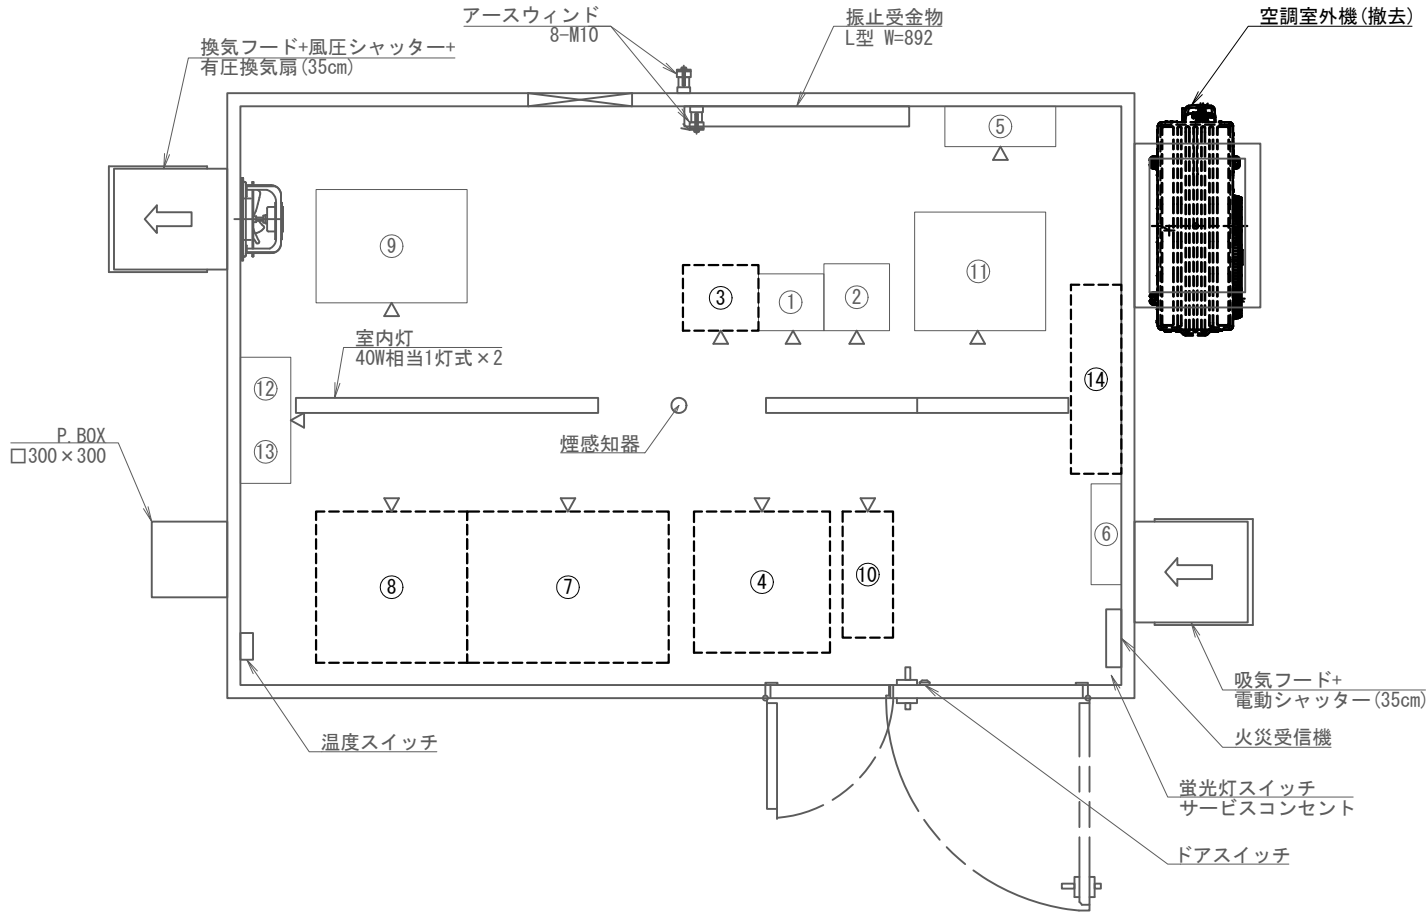 アースウィンド
8-M10
振止受金物
L型 W=892
空調室外機(撤去)
換気フード+風圧シャッター+
有圧換気扇(35cm)
⑤
⑨
③
①
②
⑪
室内灯
40W相当1灯式×2
⑫
⑭
P.BOX
□300×300
⑬
煙感知器
⑥
⑧
⑦
④
⑩
吸気フード+
電動シャッター(35cm)
温度スイッチ
火災受信機
蛍光灯スイッチ
サービスコンセント
ドアスイッチ